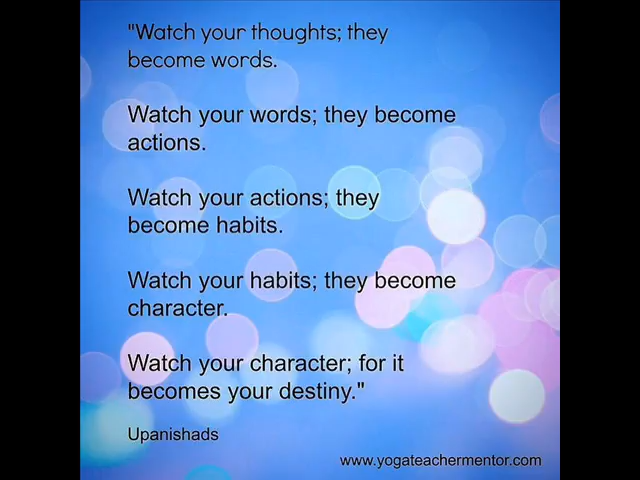 "Watch your thoughts; they
become words.
Watch your words; they become
actions.
Watch your actions; they
become habits.
Watch your habits; they become
character.
Watch your character; for it
becomes your destiny."
Upanishads
www.yogateachermentor.com